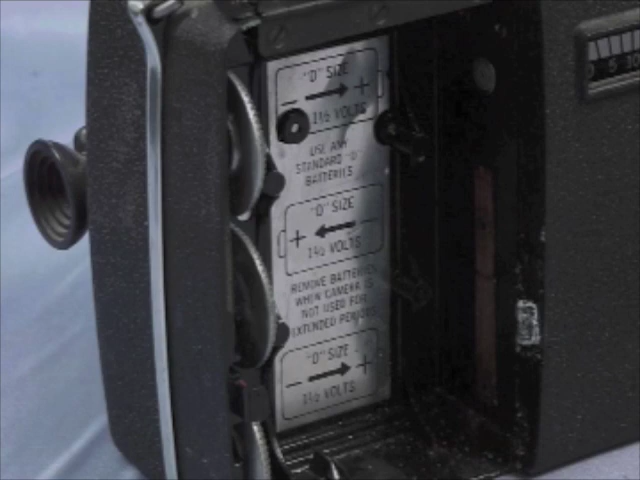 "D" SIZE
- +
1½ VOLTS
USE ANY
STANDARD "D"
BATTERIES
"D" SIZE
+ -
1½ VOLTS
REMOVE BATTERIES
WHEN CAMERA IS
NOT USED FOR
EXTENDED PERIODS
"D" SIZE
- +
1½ VOLTS